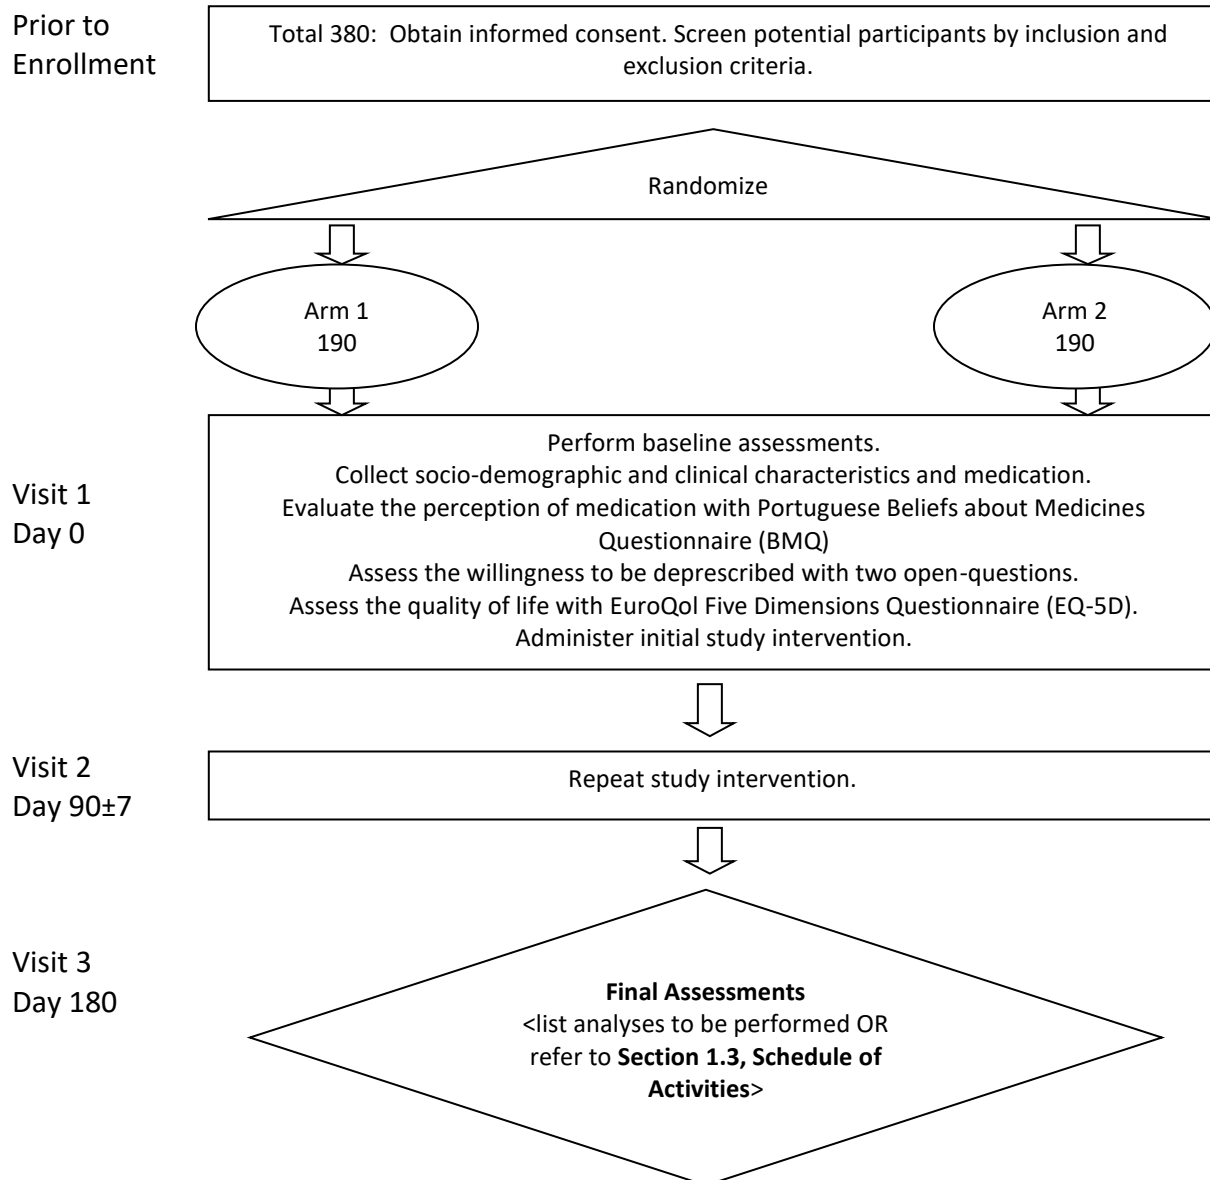 Prior to
Enrollment
Total 380:  Obtain informed consent. Screen potential participants by inclusion and
exclusion criteria.
Randomize
Arm 1
190
Arm 2
190
Visit 1
Day 0
Perform baseline assessments.
Collect socio-demographic and clinical characteristics and medication.
Evaluate the perception of medication with Portuguese Beliefs about Medicines
Questionnaire (BMQ)
Assess the willingness to be deprescribed with two open-questions.
Assess the quality of life with EuroQol Five Dimensions Questionnaire (EQ-5D).
Administer initial study intervention.
Visit 2
Day 90±7
Repeat study intervention.
Visit 3
Day 180
Final Assessments
<list analyses to be performed OR
refer to Section 1.3, Schedule of
Activities>